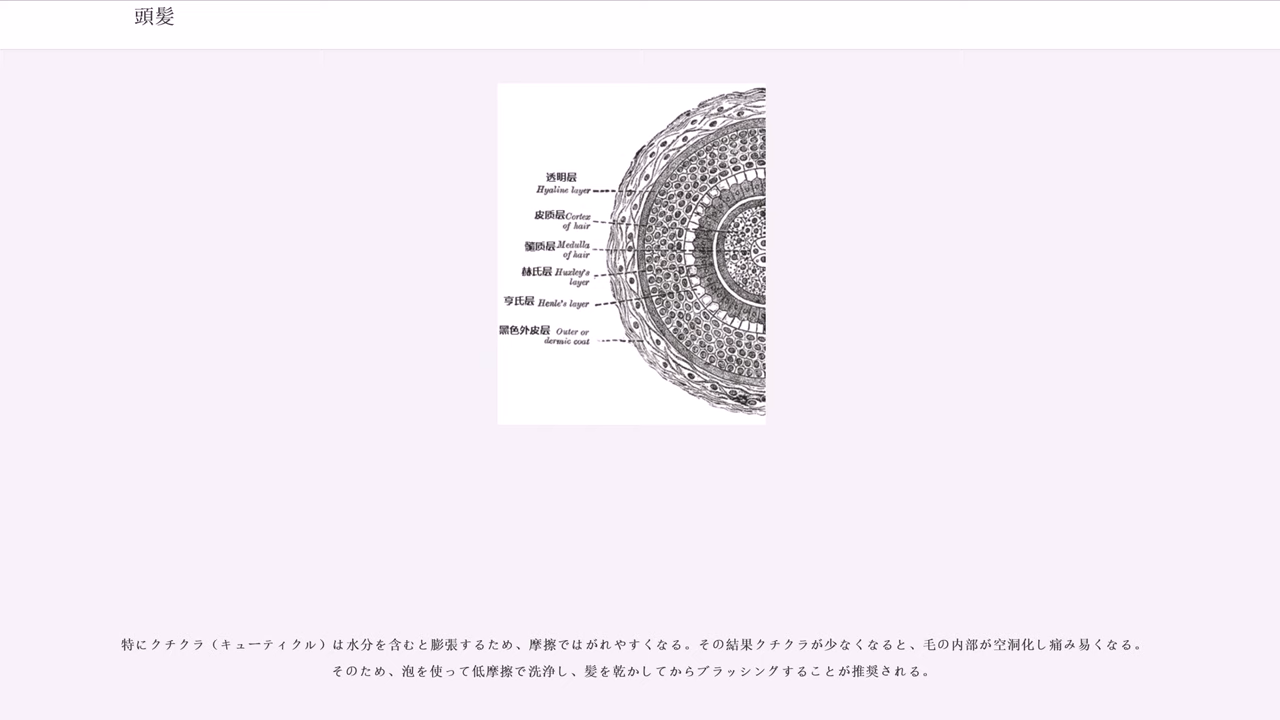 頭髪
透明层
Hyaline layer
皮质层Cortex
of hair
髓质层Medulla
of hair
赫氏层 Huxley's
layer
亨氏层 Henle's layer
黑色外皮层 Outer or
dermic coat
特にクチクラ（キューティクル）は水分を含むと膨張するため、摩擦ではがれやすくなる。その結果クチクラが少なくなると、毛の内部が空洞化し痛み易くなる。
そのため、泡を使って低摩擦で洗浄し、髪を乾かしてからブラッシングすることが推奨される。